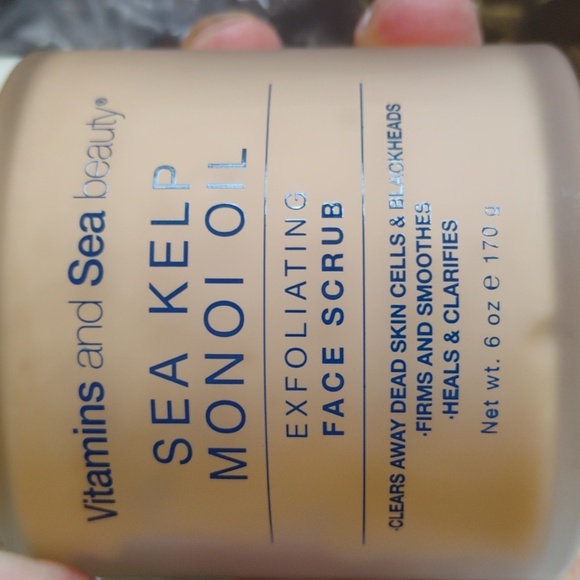 Vitamins and Sea beauty®
SEA KELP
MONOI OIL
EXFOLIATING
FACE SCRUB
·CLEARS AWAY DEAD SKIN CELLS & BLACKHEADS
·FIRMS AND SMOOTHES
·HEALS & CLARIFIES
Net wt. 6 oz e 170 g